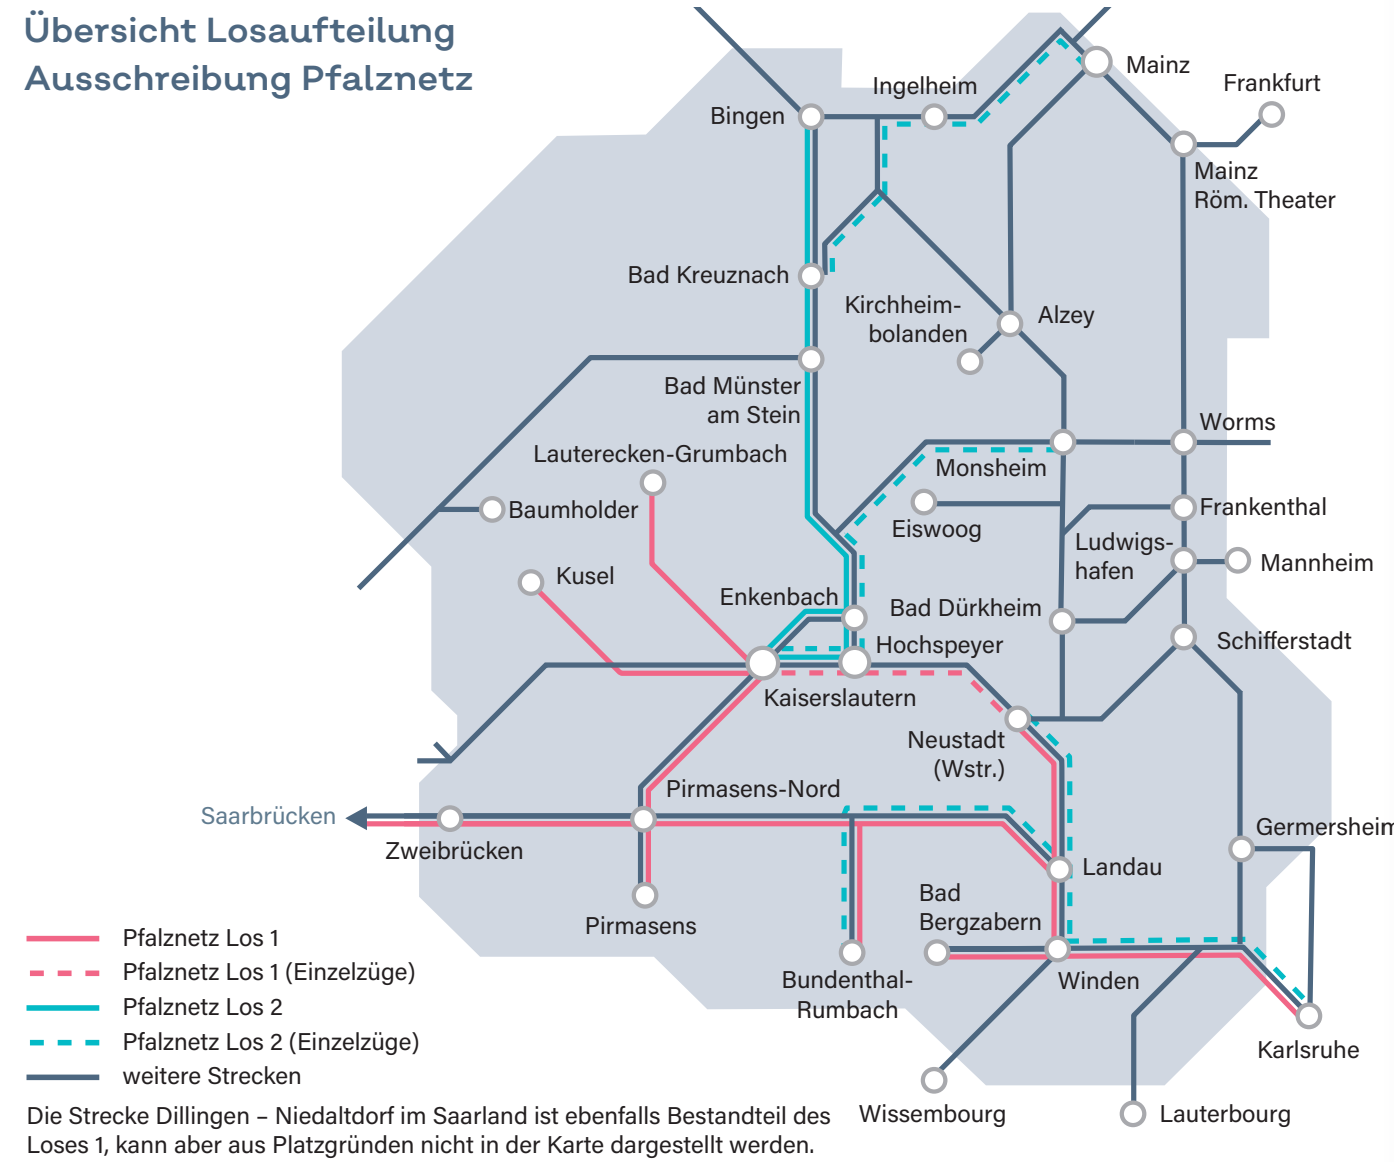 Übersicht Losaufteilung
Ausschreibung Pfalznetz
Mainz
Ingelheim
Frankfurt
Bingen
Mainz
Röm. Theater
Bad Kreuznach
Kirchheim-
bolanden
Alzey
Bad Münster
am Stein
Worms
Lauterecken-Grumbach
Monsheim
Baumholder
Frankenthal
Eiswoog
Ludwigs-
hafen
Mannheim
Kusel
Enkenbach
Bad Dürkheim
Hochspeyer
Schifferstadt
Kaiserslautern
Neustadt
(Wstr.)
Pirmasens-Nord
Saarbrücken
Zweibrücken
Germersheim
Landau
Bad
Bergzabern
Pirmasens
Bundenthal-
Rumbach
Winden
Karlsruhe
Wissembourg
Lauterbourg
Pfalznetz Los 1
Pfalznetz Los 1 (Einzelzüge)
Pfalznetz Los 2
Pfalznetz Los 2 (Einzelzüge)
weitere Strecken
Die Strecke Dillingen – Niedaltdorf im Saarland ist ebenfalls Bestandteil des
Loses 1, kann aber aus Platzgründen nicht in der Karte dargestellt werden.